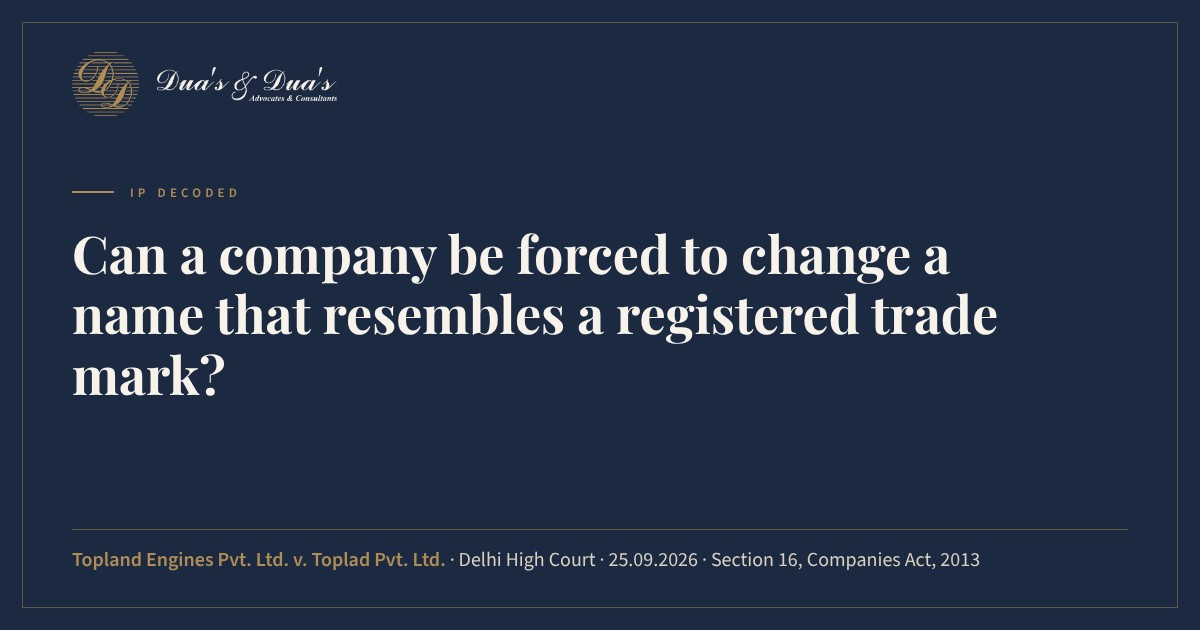 Dua's & Dua's
Advocates & Consultants
IP DECODED
Can a company be forced to change a
name that resembles a registered trade
mark?
Topland Engines Pvt. Ltd. v. Toplad Pvt. Ltd. · Delhi High Court · 25.09.2026 · Section 16, Companies Act, 2013